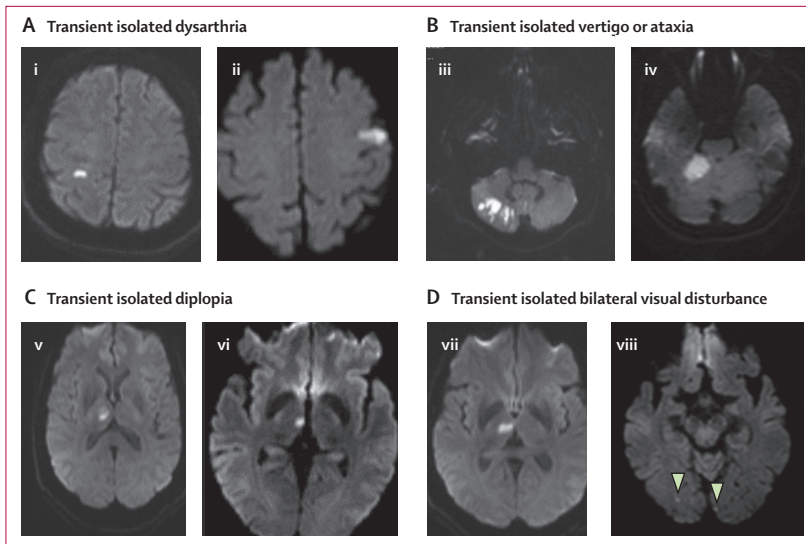 A Transient isolated dysarthria
B Transient isolated vertigo or ataxia
i
ii
iii
iv
C Transient isolated diplopia
D Transient isolated bilateral visual disturbance
v
vi
vii
viii